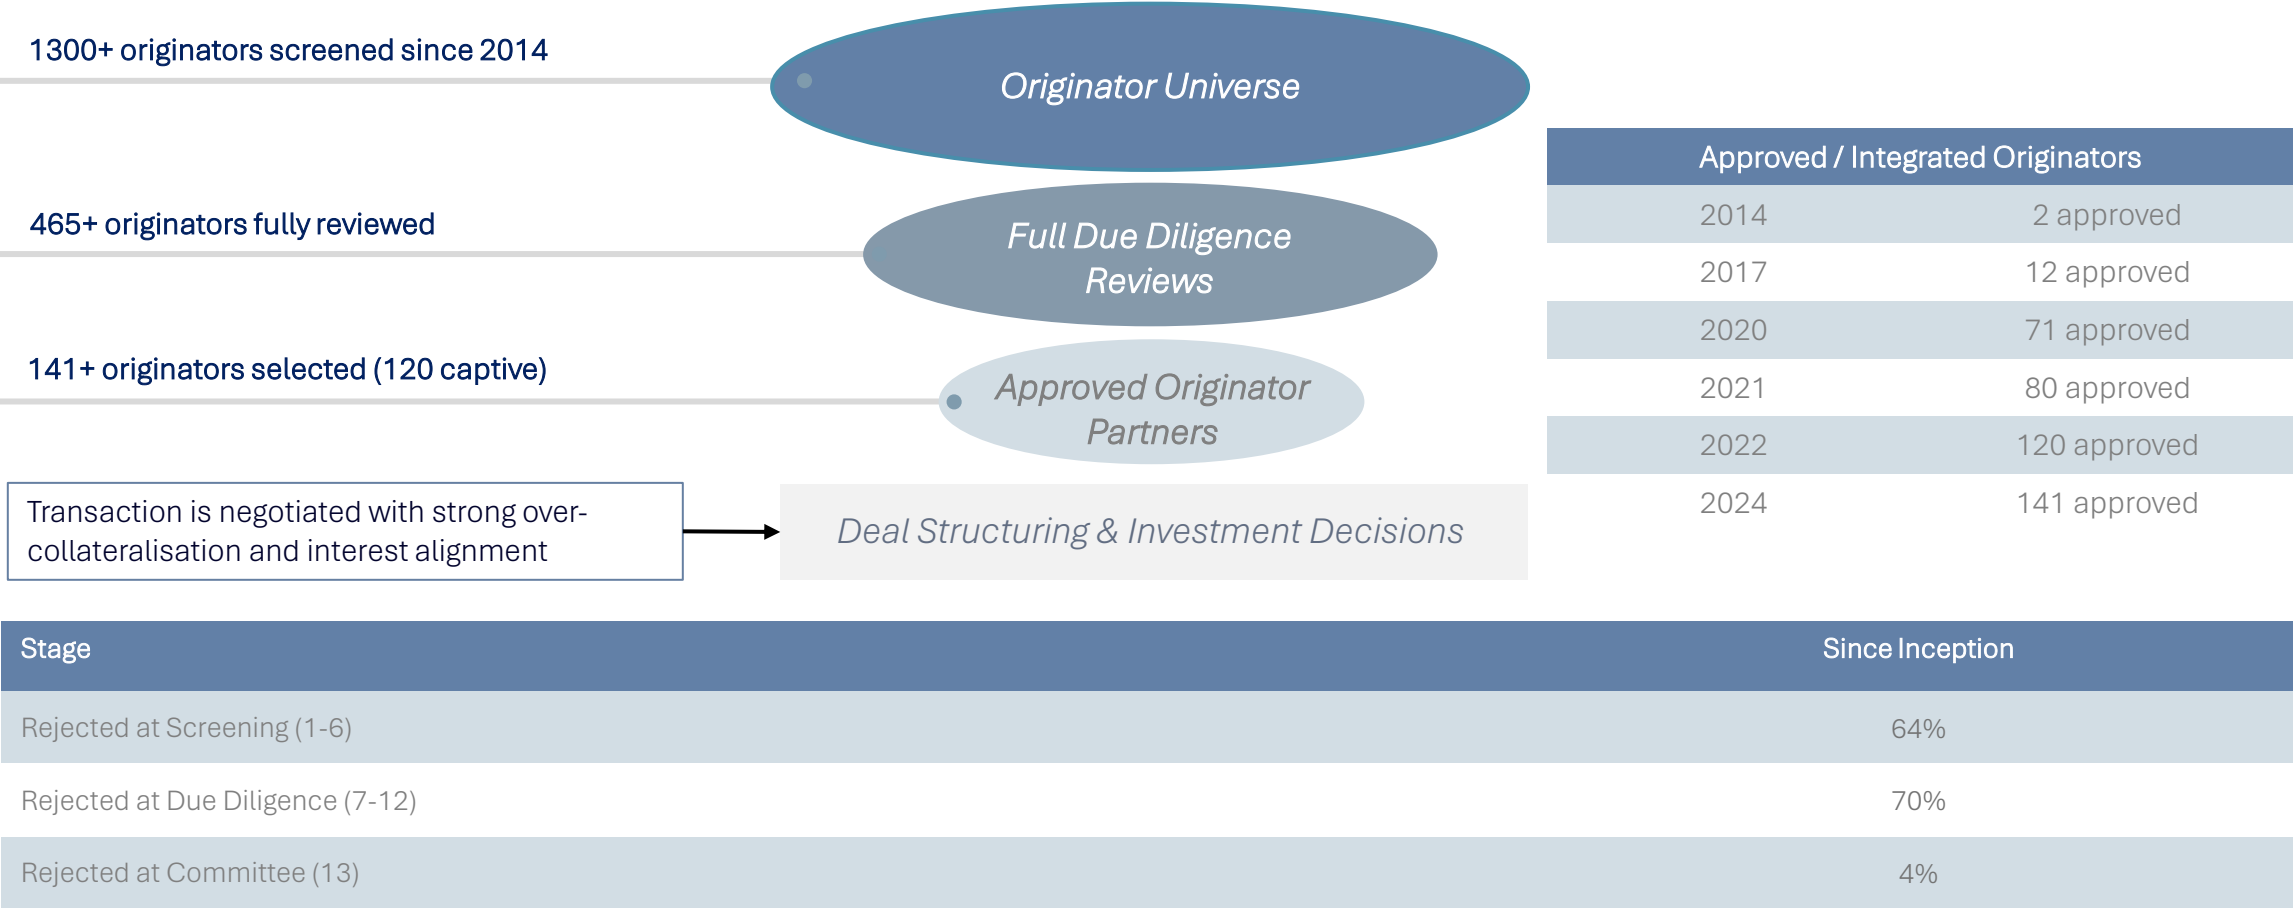 1300+ originators screened since 2014
Originator Universe
465+ originators fully reviewed
Full Due Diligence
Reviews
141+ originators selected (120 captive)
Approved Originator
Partners
Transaction is negotiated with strong over-
collateralisation and interest alignment
Deal Structuring & Investment Decisions
Approved / Integrated Originators
2014 2 approved
2017 12 approved
2020 71 approved
2021 80 approved
2022 120 approved
2024 141 approved
Stage Since Inception
Rejected at Screening (1-6) 64%
Rejected at Due Diligence (7-12) 70%
Rejected at Committee (13) 4%